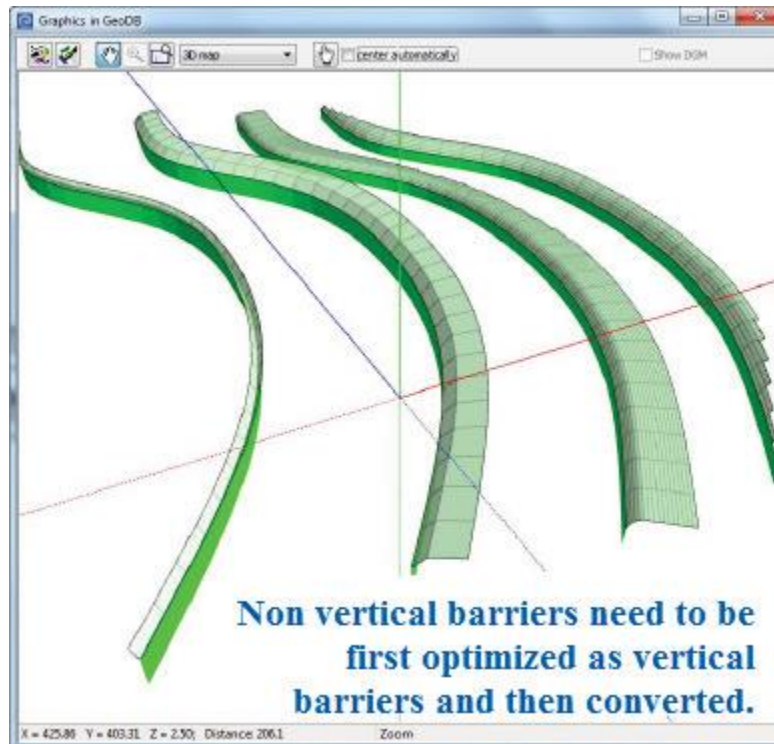 Graphics in GeoDB
3D map
center automatically
Show DGM
Non vertical barriers need to be
first optimized as vertical
barriers and then converted.
X = 425.86 Y = 403.31 Z = 2.50; Distance: 206.1 Zoom